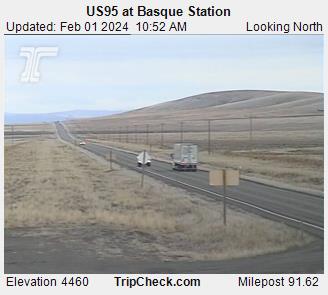 US95 at Basque Station
Updated: Feb 01 2024 10:52 AM Looking North
Elevation 4460 TripCheck.com Milepost 91.62